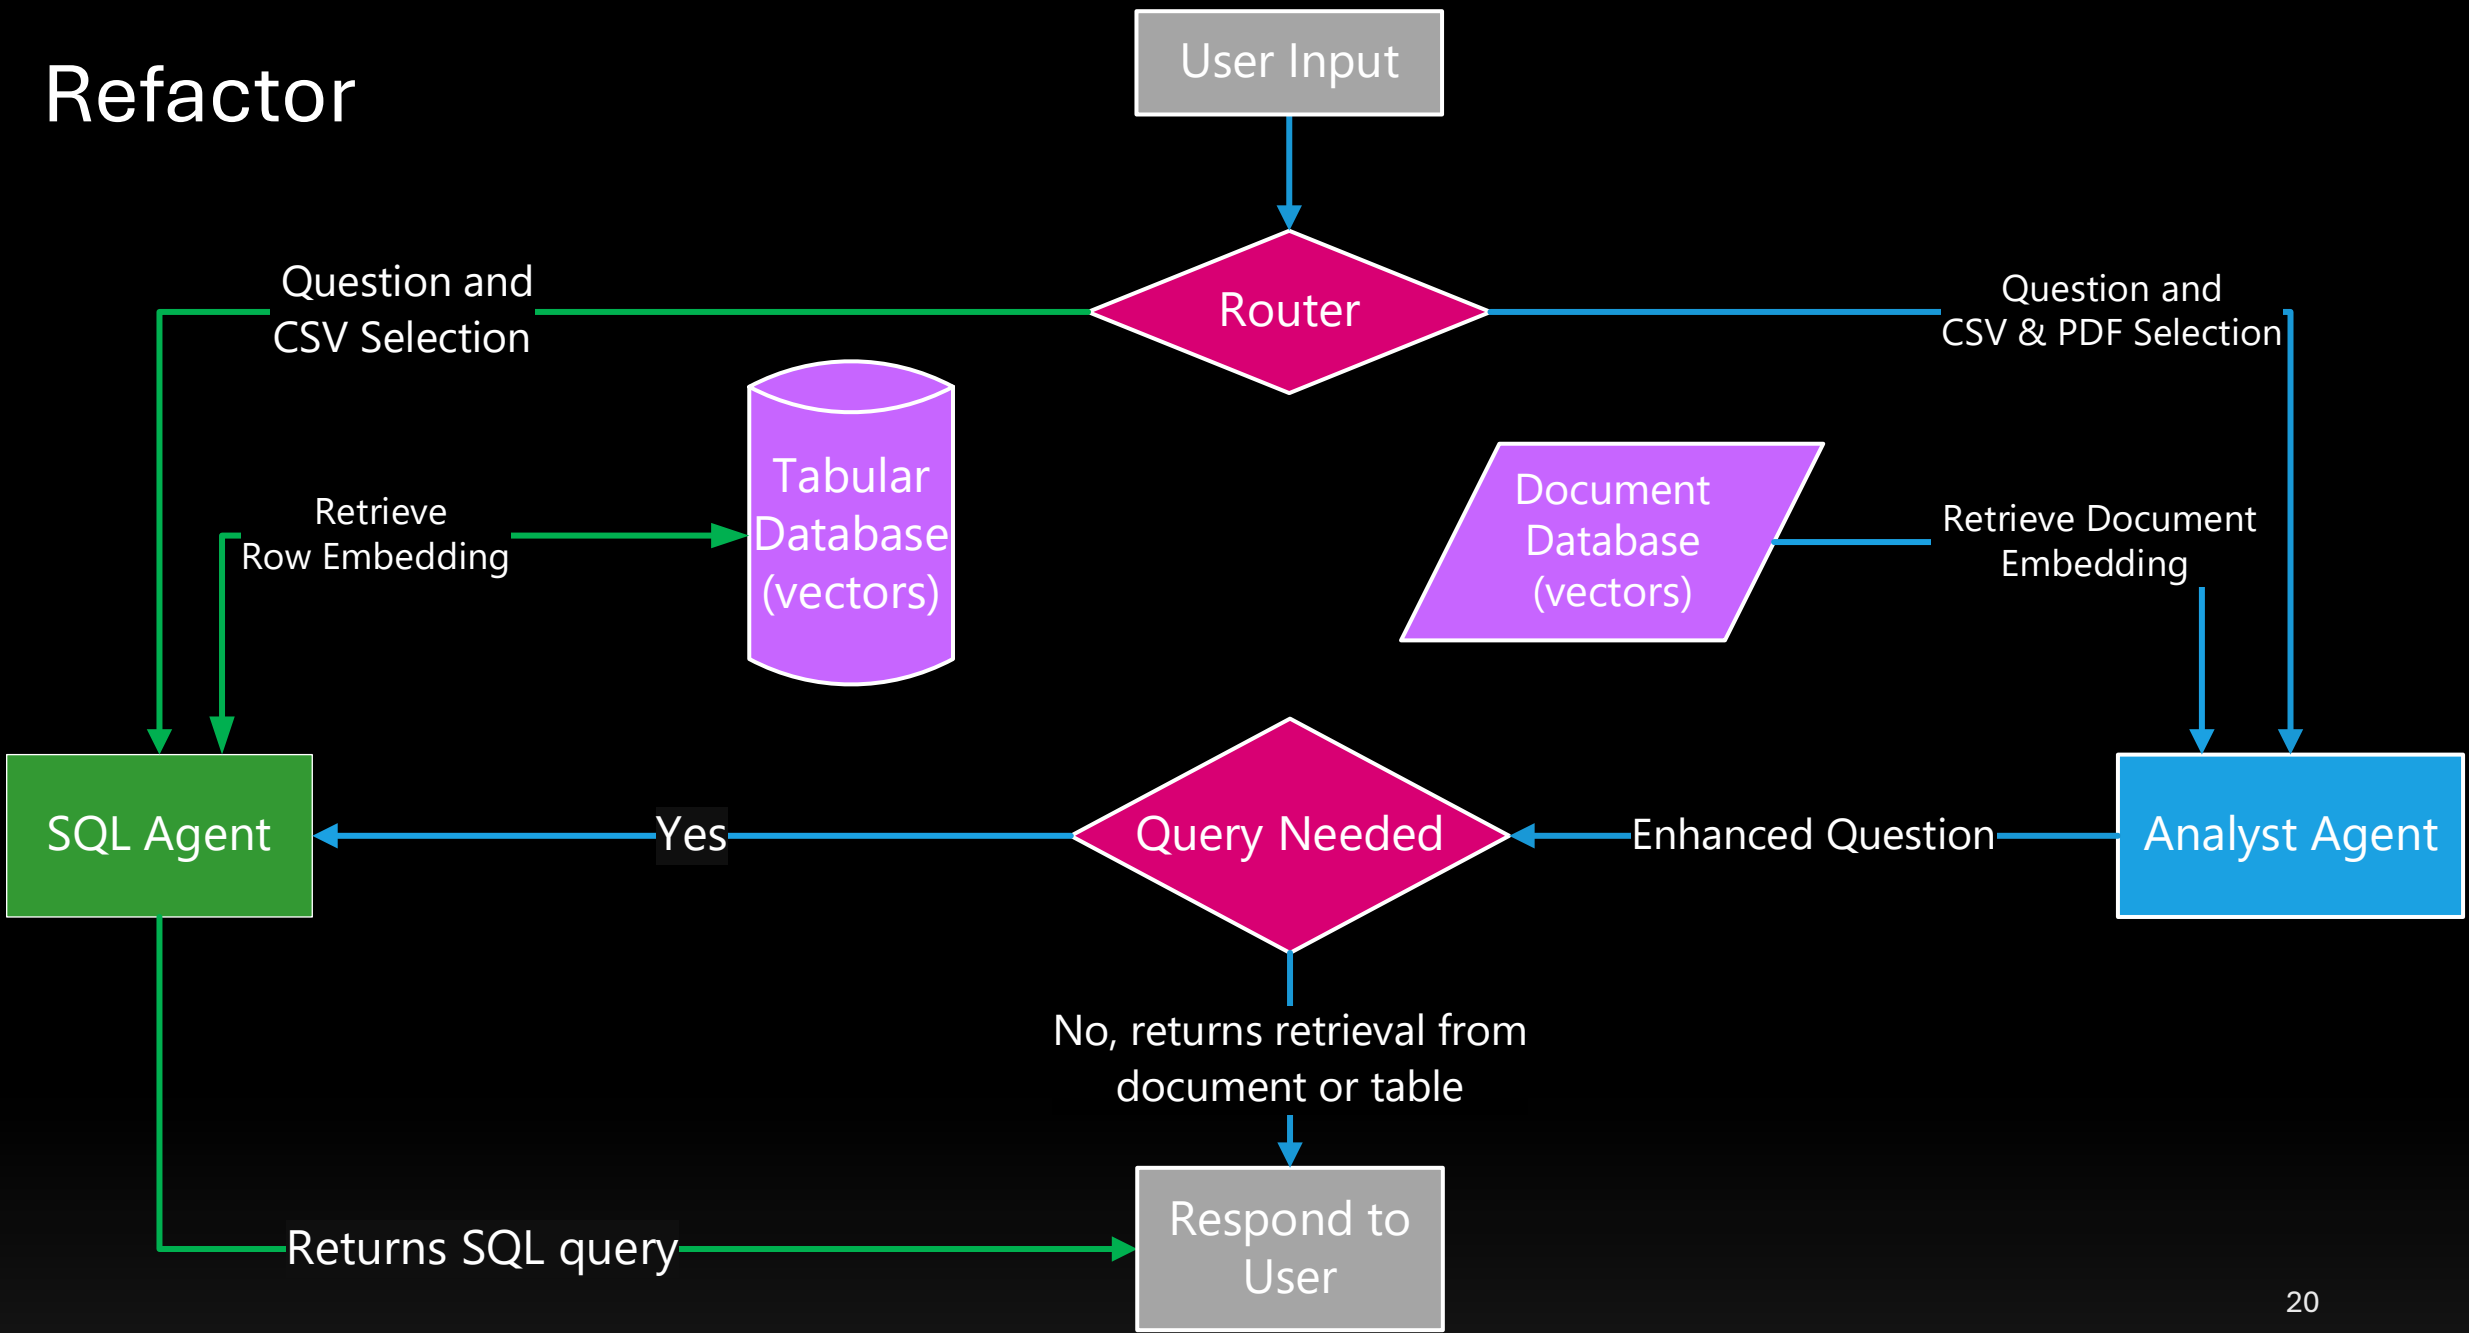 Refactor
User Input
Router
Question and
CSV Selection
Question and
CSV & PDF Selection
Tabular
Database
(vectors)
Document
Database
(vectors)
Retrieve
Row Embedding
Retrieve Document
Embedding
SQL Agent
Yes
Query Needed
Enhanced Question
Analyst Agent
No, returns retrieval from
document or table
Returns SQL query
Respond to
User
20